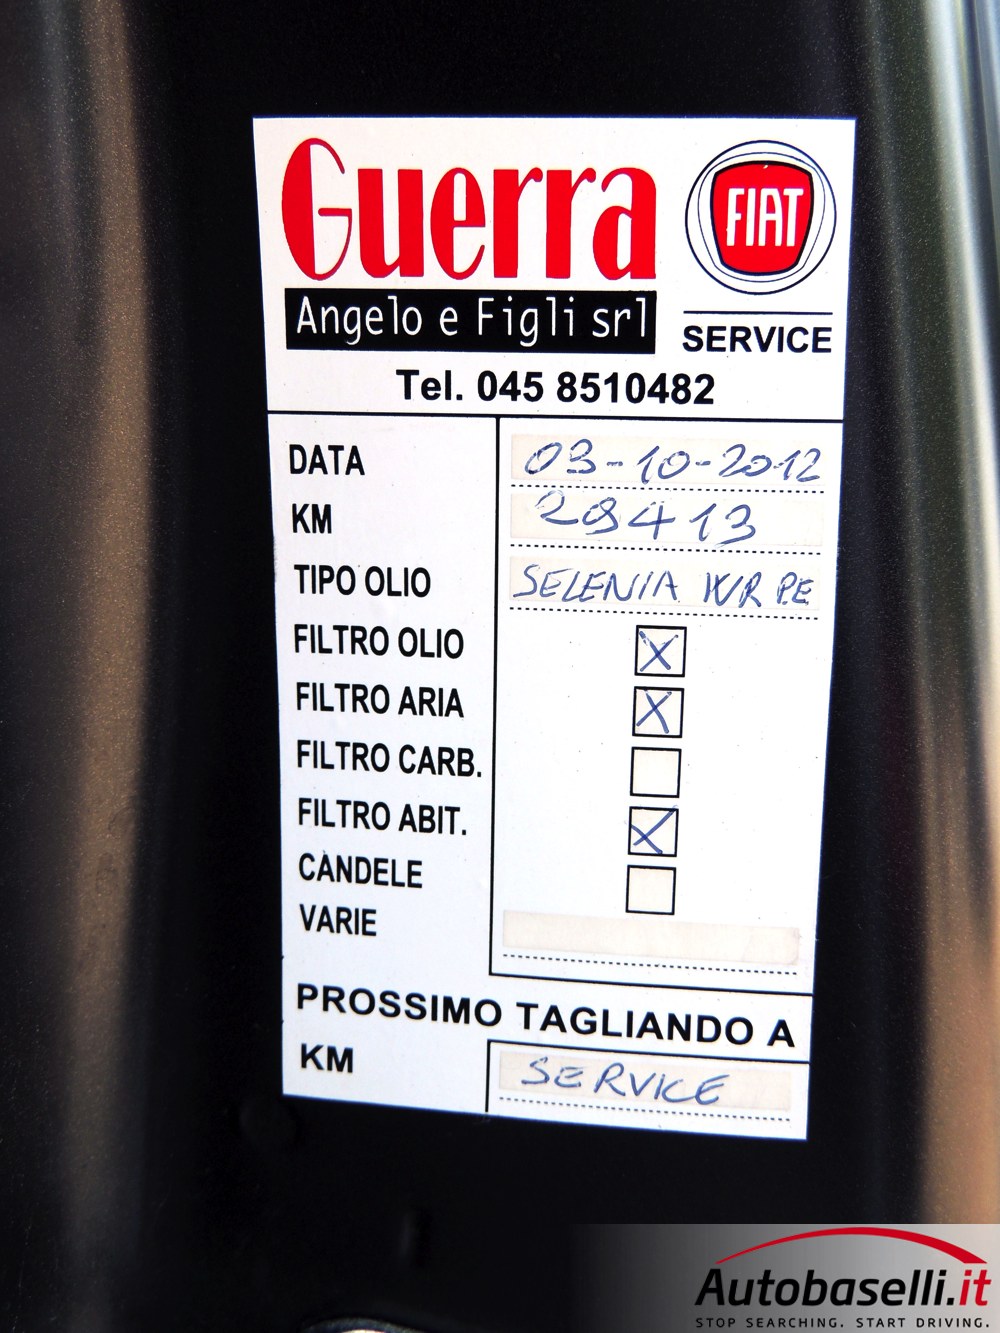 Guerra
FIAT
Angelo e Figli srl
SERVICE
Tel. 045 8510482
DATA 03-10-2012
KM 29413
TIPO OLIO SELENIA WR P.E
FILTRO OLIO X
FILTRO ARIA X
FILTRO CARB.
FILTRO ABIT. X
CANDELE
VARIE
PROSSIMO TAGLIANDO A
KM SERVICE
Autobaselli.it
STOP SEARCHING. START DRIVING.